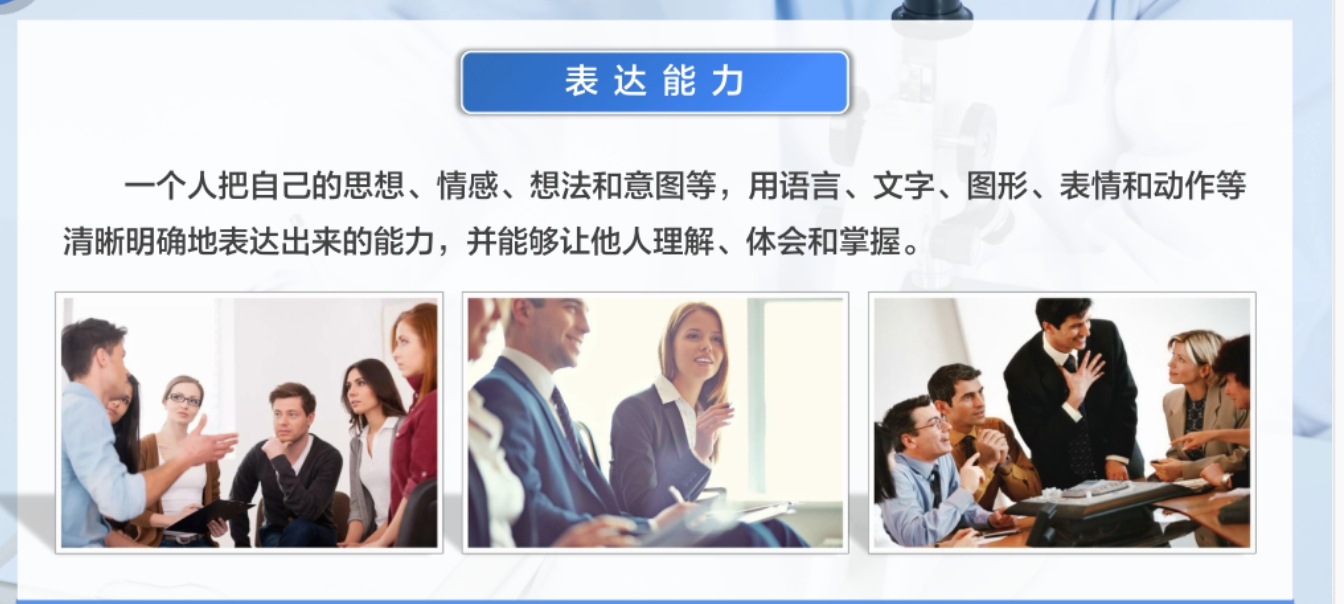 表达能力
一个人把自己的思想、情感、想法和意图等，用语言、文字、图形、表情和动作等
清晰明确地表达出来的能力，并能够让他人理解、体会和掌握。